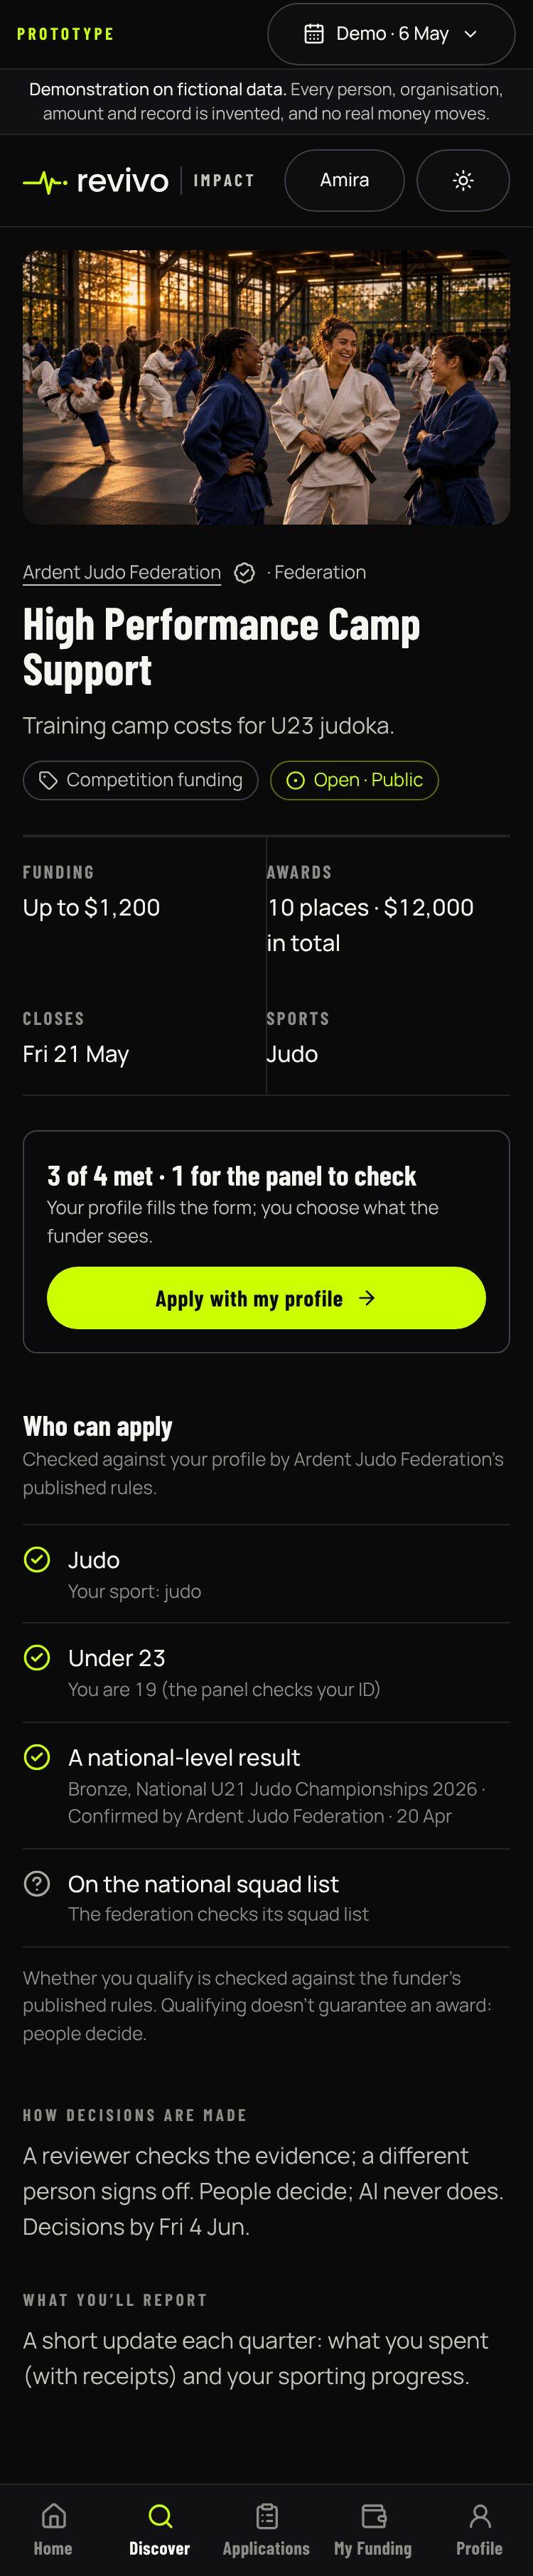 PROTOTYPE
Demo · 6 May
Demonstration on fictional data. Every person, organisation,
amount and record is invented, and no real money moves.
revivo
IMPACT
Amira
Ardent Judo Federation · Federation
High Performance Camp
Support
Training camp costs for U23 judoka.
Competition funding
Open · Public
FUNDING
Up to $1,200
AWARDS
10 places · $12,000
in total
CLOSES
Fri 21 May
SPORTS
Judo
3 of 4 met · 1 for the panel to check
Your profile fills the form; you choose what the
funder sees.
Apply with my profile
Who can apply
Checked against your profile by Ardent Judo Federation’s
published rules.
Judo
Your sport: judo
Under 23
You are 19 (the panel checks your ID)
A national-level result
Bronze, National U21 Judo Championships 2026 ·
Confirmed by Ardent Judo Federation · 20 Apr
On the national squad list
The federation checks its squad list
Whether you qualify is checked against the funder’s
published rules. Qualifying doesn’t guarantee an award:
people decide.
HOW DECISIONS ARE MADE
A reviewer checks the evidence; a different
person signs off. People decide; AI never does.
Decisions by Fri 4 Jun.
WHAT YOU’LL REPORT
A short update each quarter: what you spent
(with receipts) and your sporting progress.
Home
Discover
Applications
My Funding
Profile